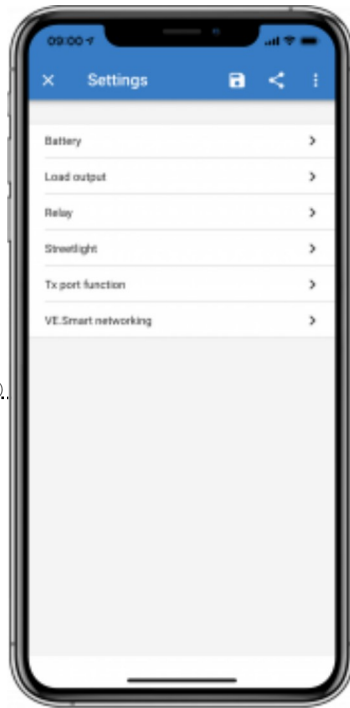 09:00
Settings
Battery
Load output
Relay
Streetlight
Tx port function
VE.Smart networking